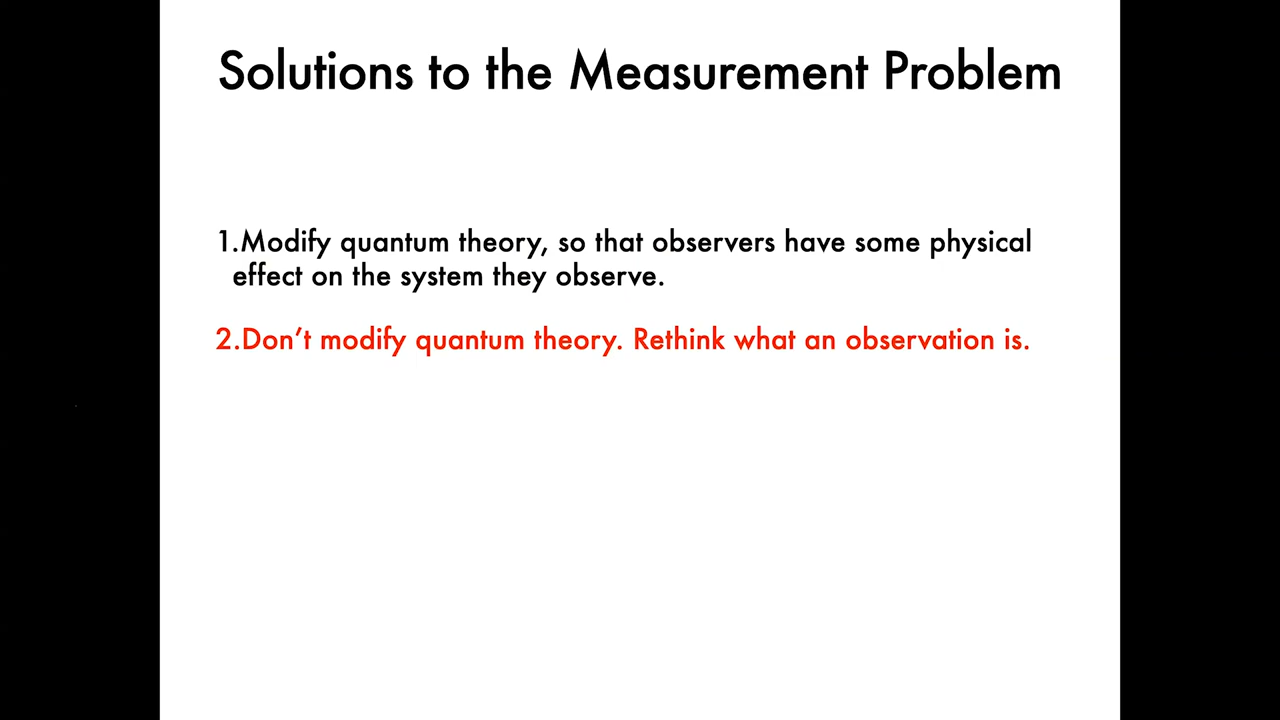 Solutions to the Measurement Problem
1.Modify quantum theory, so that observers have some physical
effect on the system they observe.
2.Don’t modify quantum theory. Rethink what an observation is.